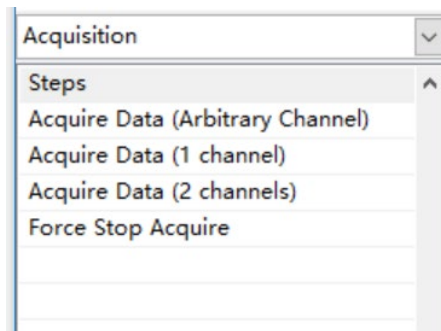 Acquisition
Steps
Acquire Data (Arbitrary Channel)
Acquire Data (1 channel)
Acquire Data (2 channels)
Force Stop Acquire